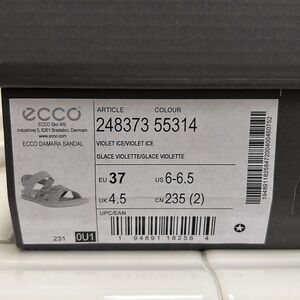 ecco
ECCO Sko A/S
Industrivej 5, 6261 Bredebro, Denmark
www.ecco.com
ECCO DAMARA SANDAL
ARTICLE COLOUR
248373 55314
VIOLET ICE/VIOLET ICE
GLACE VIOLETTE/GLACE VIOLETTE
EU 37 US 6-6.5
UK 4.5 CN 235 (2)
UPC/EAN
1 94891 18258 4
231 0U1